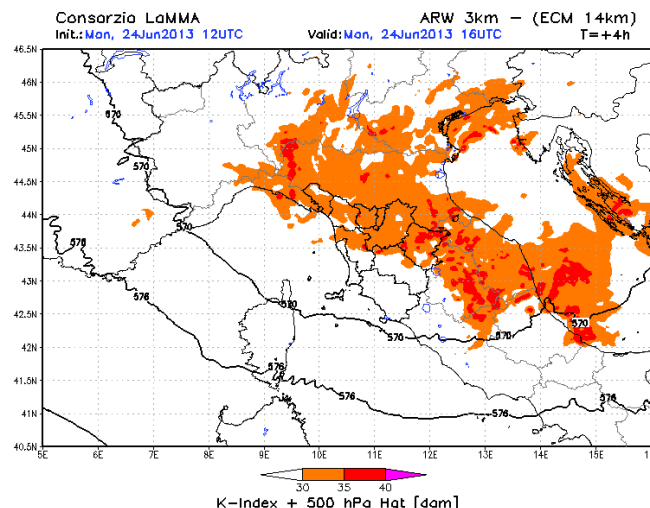 Consorzia LaMMA ARW 3km – (ECM 14km)
Init.: Mon, 24Jun2013 12UTC Valid: Mon, 24Jun2013 16UTC T=+4h
46.5N
46N
45.5N
45N
44.5N
44N
43.5N
43N
42.5N
42N
41.5N
41N
40.5N
570
570
570
576
576
570
570
570
576
576
576
5E 6E 7E 8E 9E 10E 11E 12E 13E 14E 15E
30 35 40
K-Index + 500 hPa Hgt [dam]